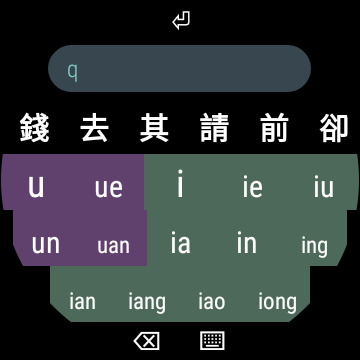 q
錢 去 其 請 前 卻
u ue i ie iu
un uan ia in ing
ian iang iao iong